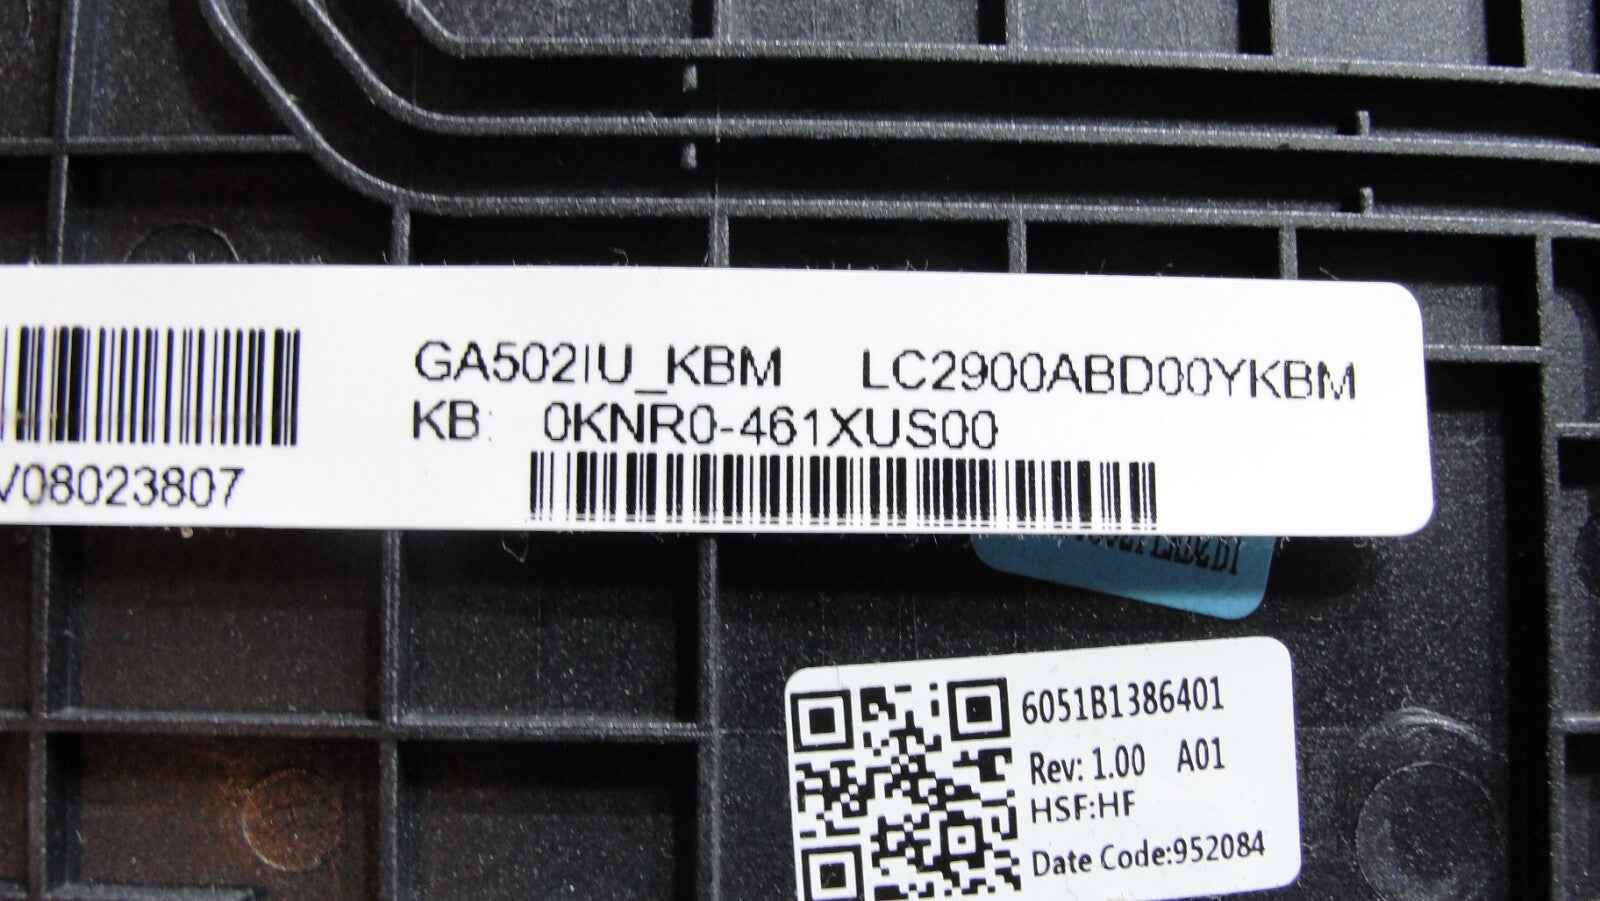 GA502IU_KBM LC2900ABD00YKBM
KB: 0KNR0-461XUS00
V08023807
6051B1386401
Rev: 1.00 A01
HSF:HF
Date Code:952084